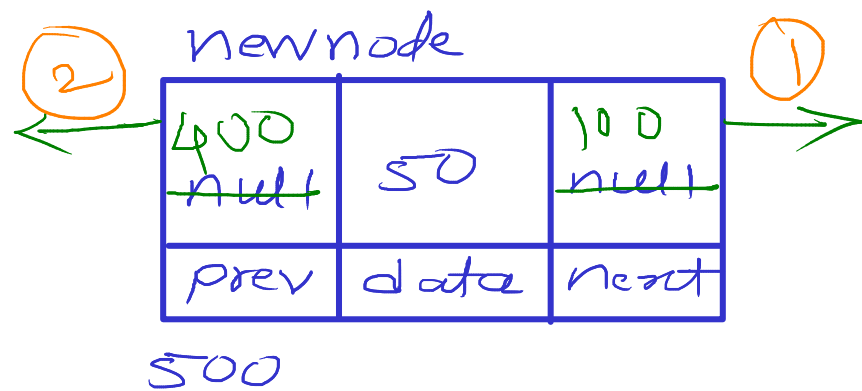 newnode
2 1
400 100
null 50 null
prev data next
500